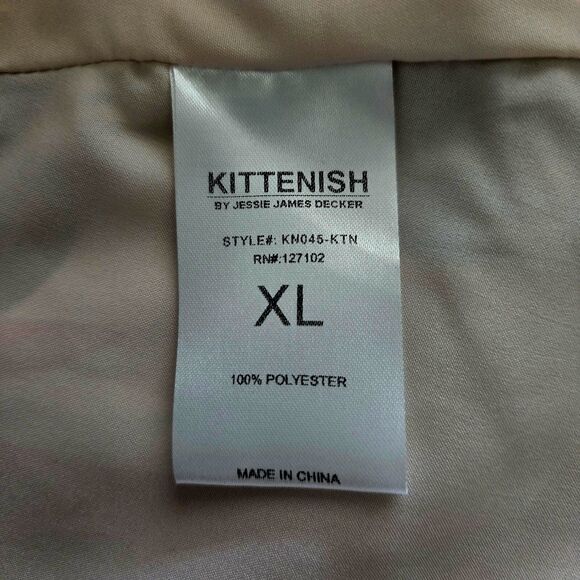 KITTENISH
BY JESSIE JAMES DECKER
STYLE#: KN045-KTN
RN#:127102
XL
100% POLYESTER
MADE IN CHINA